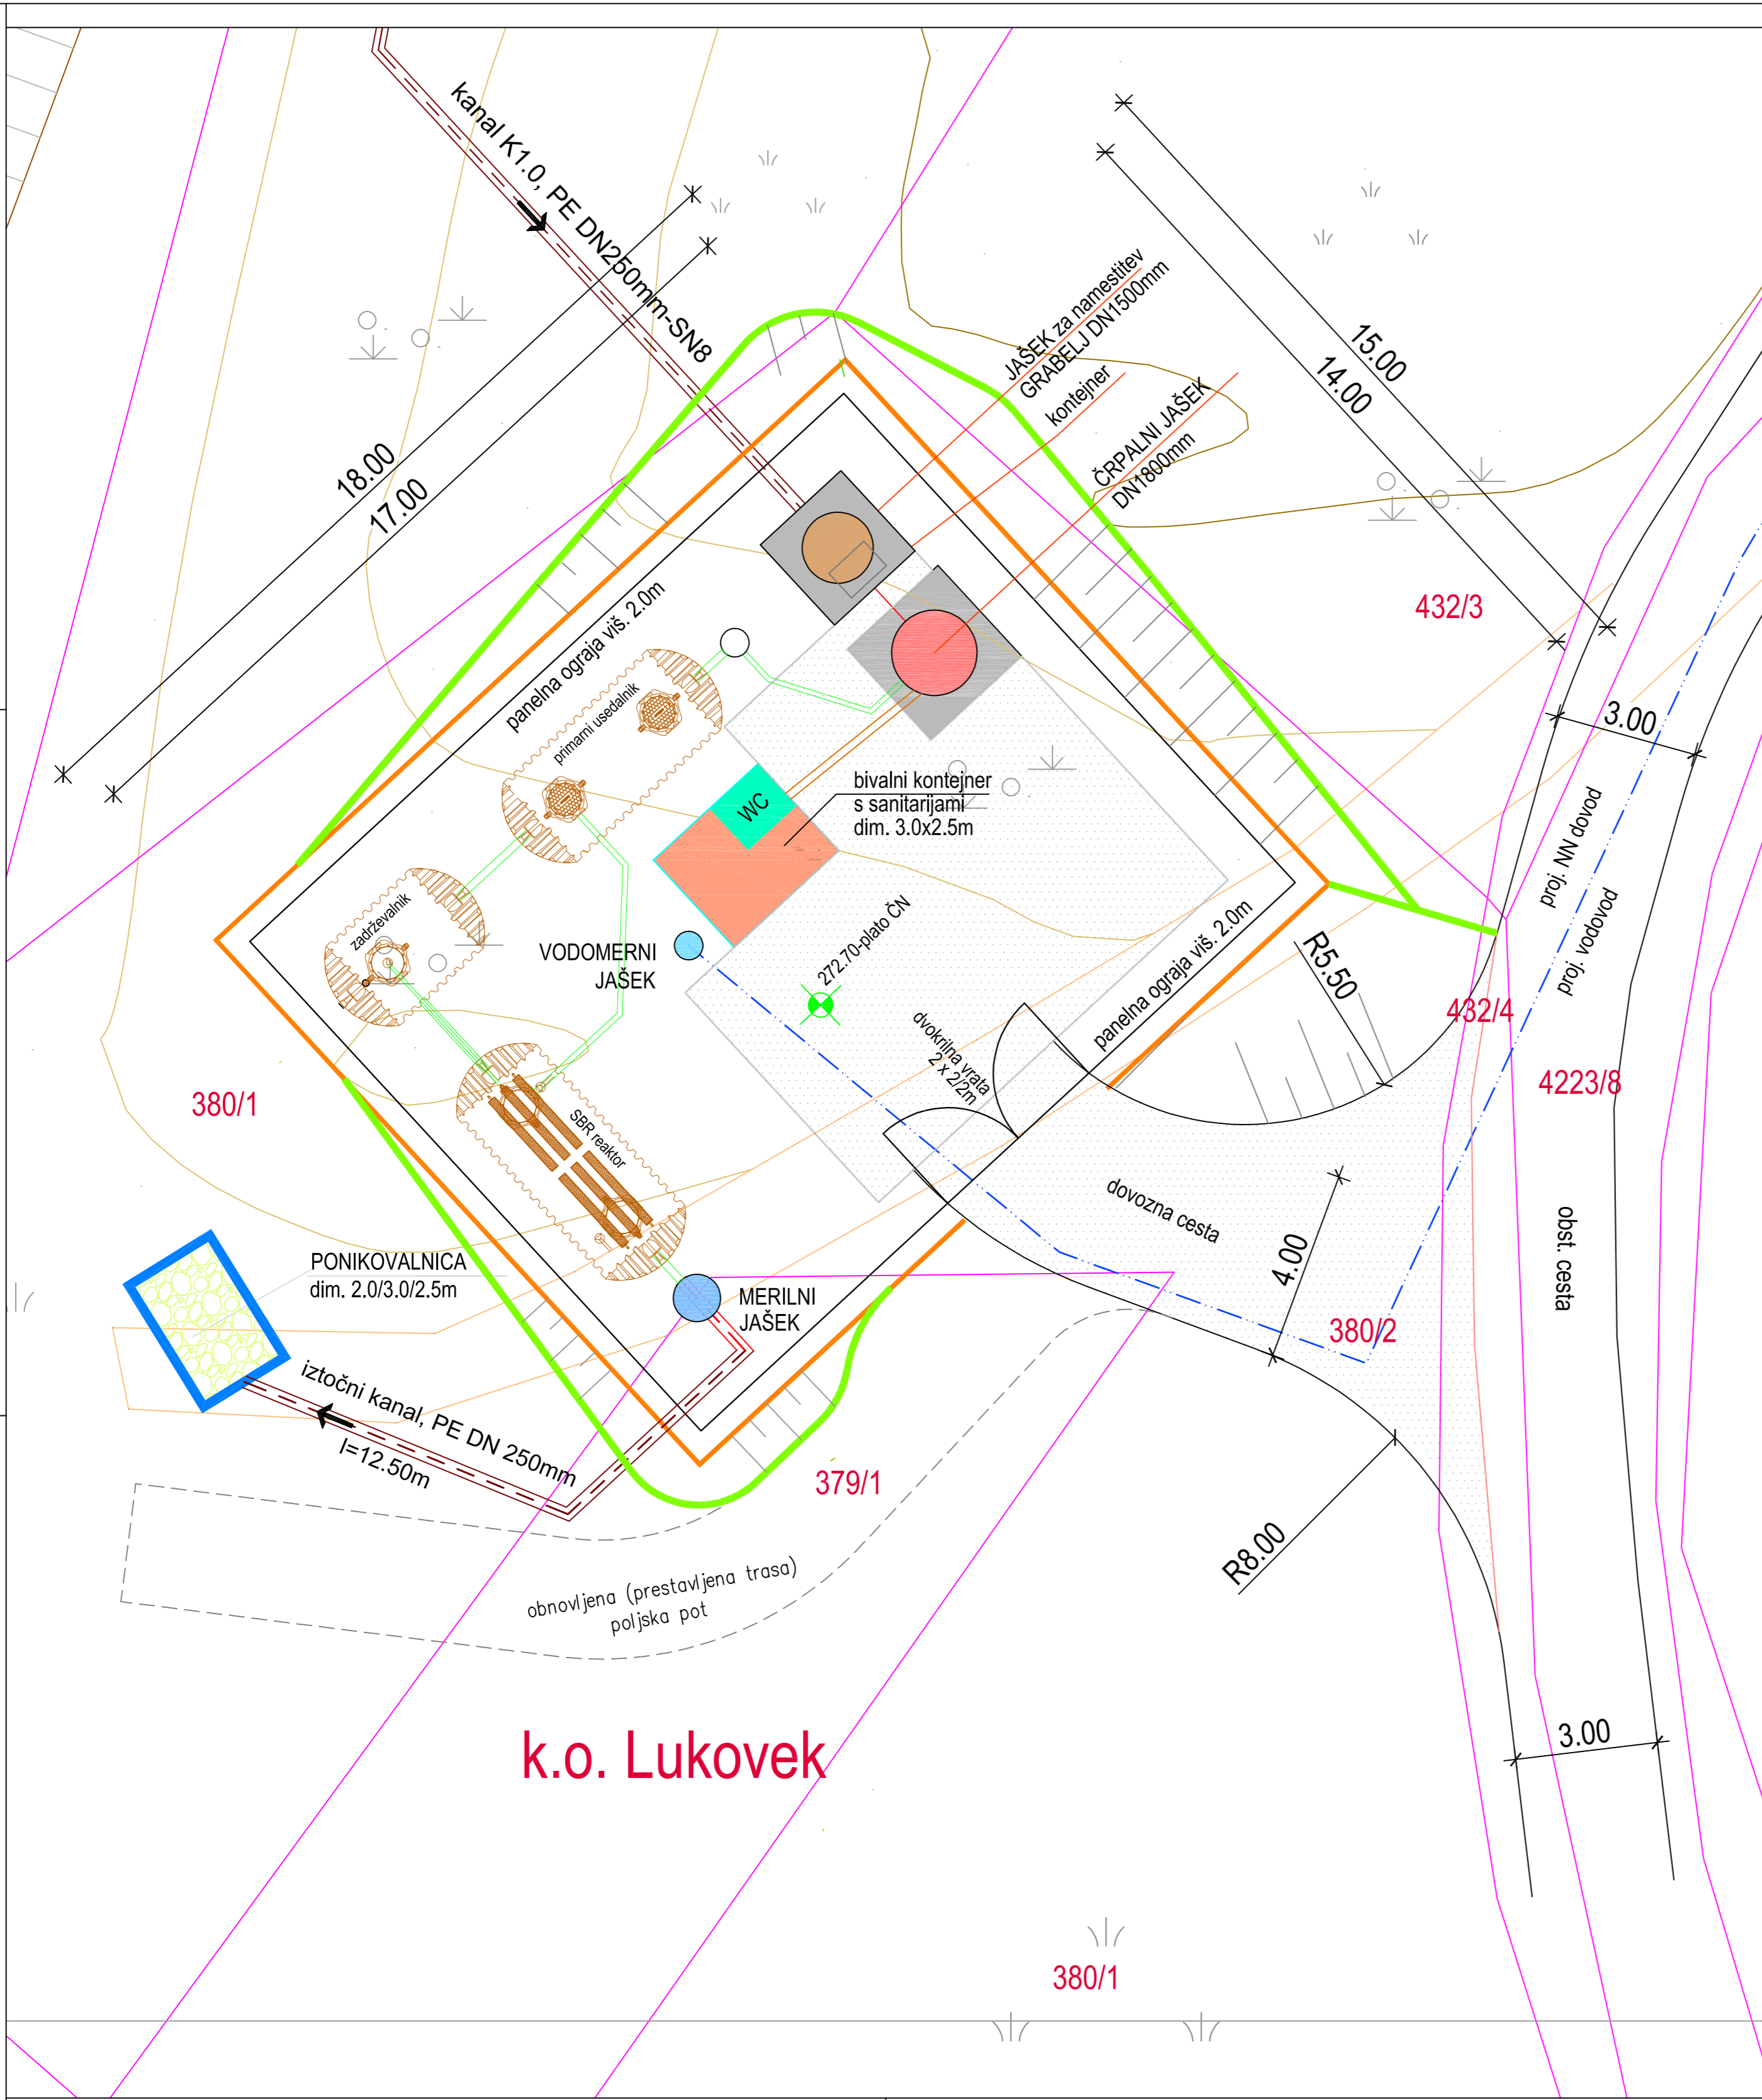 kanal K1.0, PE DN250mm-SN8
18.00
17.00
JAŠEK za namestitev
GRABELJ DN1500mm
kontejner
ČRPALNI JAŠEK
DN1800mm
15.00
14.00
432/3
3.00
panelna ograja viš. 2.0m
primarni usedalnik
WC
bivalni kontejner
s sanitarijami
dim. 3.0x2.5m
proj. NN dovod
proj. vodovod
zadrževalnik
VODOMERNI
JAŠEK
272.70-plato ČN
panelna ograja viš. 2.0m
R5.50
432/4
dvokrilna vrata
2 x 2/2m
4223/8
380/1
SBR reaktor
dovozna cesta
4.00
obst. cesta
PONIKOVALNICA
dim. 2.0/3.0/2.5m
MERILNI
JAŠEK
380/2
iztočni kanal, PE DN 250mm
l=12.50m
379/1
R8.00
obnovljena (prestavljena trasa)
poljska pot
k.o. Lukovek
3.00
380/1